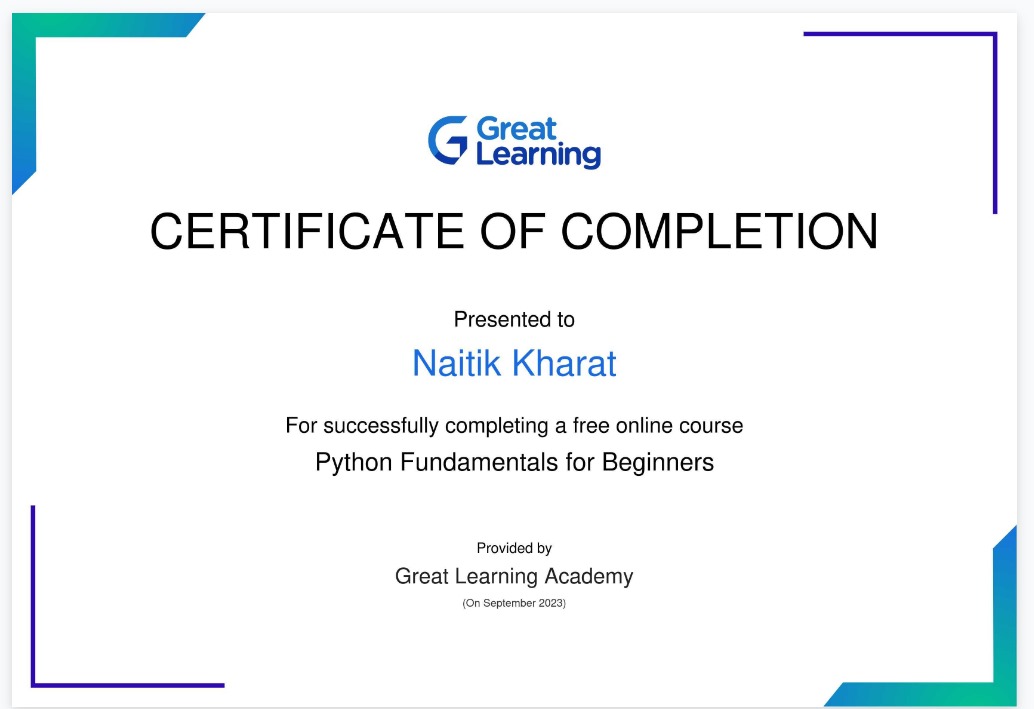 Great
Learning
CERTIFICATE OF COMPLETION
Presented to
Naitik Kharat
For successfully completing a free online course
Python Fundamentals for Beginners
Provided by
Great Learning Academy
(On September 2023)